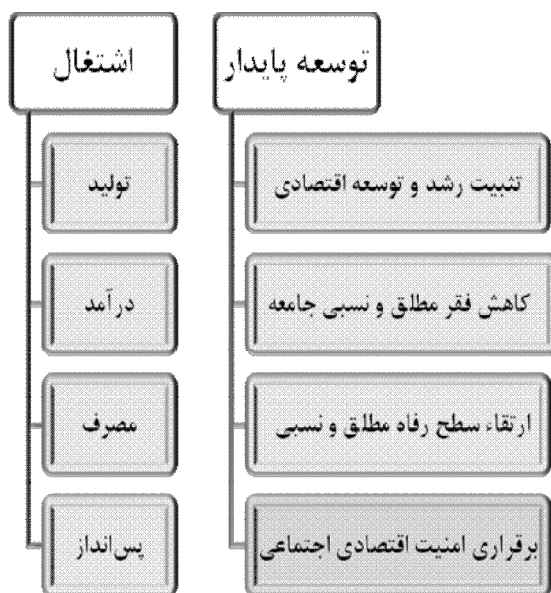 توسعه پایدار
تثبیت رشد و توسعه اقتصادی
کاهش فقر مطلق و نسبی جامعه
ارتقاء سطح رفاه مطلق و نسبی
برقراری امنیت اقتصادی اجتماعی
اشتغال
تولید
درآمد
مصرف
پس‌انداز